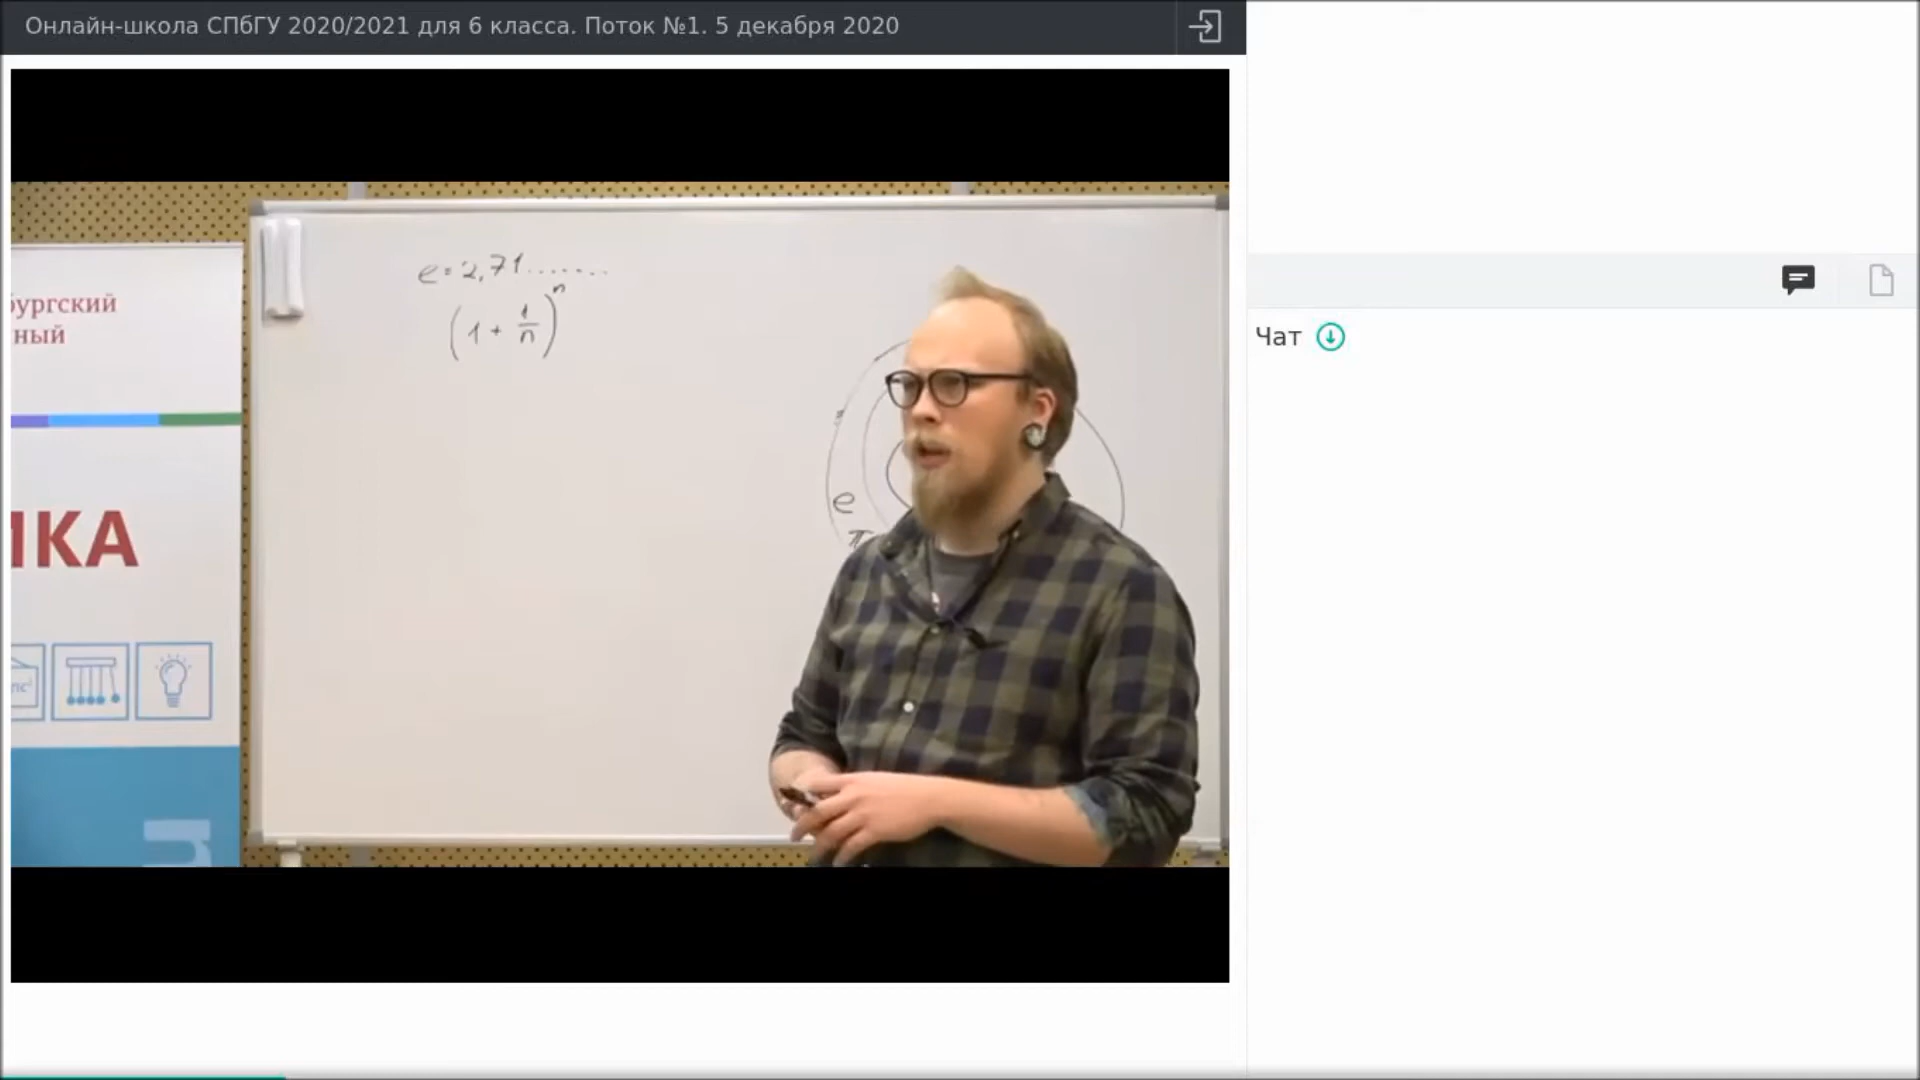 Онлайн-школа СПбГУ 2020/2021 для 6 класса. Поток №1. 5 декабря 2020
Чат
e = 2,71.......
(1 + 1/n)^n
бургский
ный
ИКА
e
π